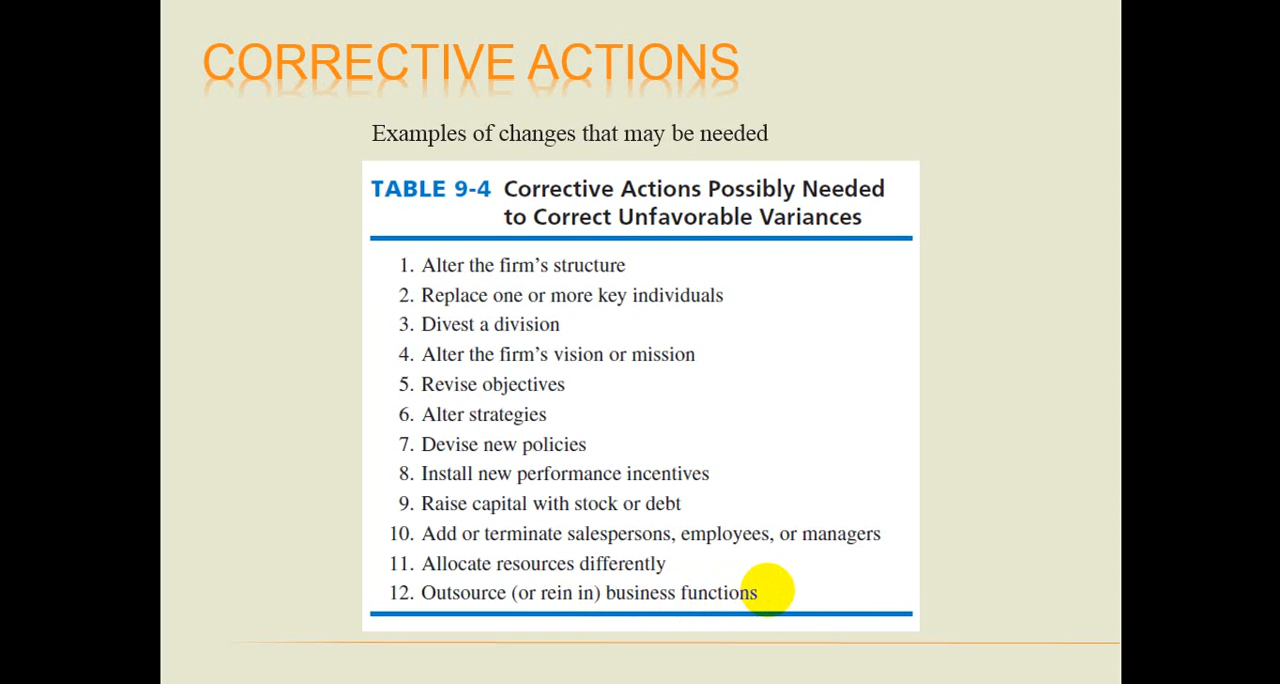 CORRECTIVE ACTIONS
Examples of changes that may be needed
TABLE 9-4 Corrective Actions Possibly Needed
to Correct Unfavorable Variances
1. Alter the firm's structure
2. Replace one or more key individuals
3. Divest a division
4. Alter the firm's vision or mission
5. Revise objectives
6. Alter strategies
7. Devise new policies
8. Install new performance incentives
9. Raise capital with stock or debt
10. Add or terminate salespersons, employees, or managers
11. Allocate resources differently
12. Outsource (or rein in) business functions